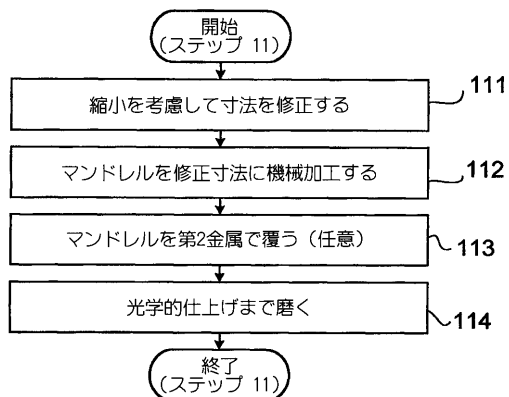 開始
(ステップ 11)
縮小を考慮して寸法を修正する
111
マンドレルを修正寸法に機械加工する
112
マンドレルを第2金属で覆う（任意）
113
光学的仕上げまで磨く
114
終了
(ステップ 11)